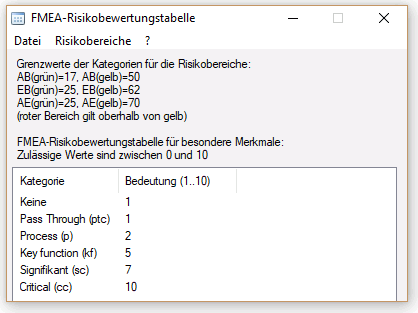 FMEA-Risikobewertungstabelle
Datei Risikobereiche ?
Grenzwerte der Kategorien für die Risikobereiche:
AB(grün)=17, AB(gelb)=50
EB(grün)=25, EB(gelb)=62
AE(grün)=25, AE(gelb)=70
(roter Bereich gilt oberhalb von gelb)
FMEA-Risikobewertungstabelle für besondere Merkmale:
Zulässige Werte sind zwischen 0 und 10
Kategorie Bedeutung (1..10)
Keine 1
Pass Through (ptc) 1
Process (p) 2
Key function (kf) 5
Signifikant (sc) 7
Critical (cc) 10